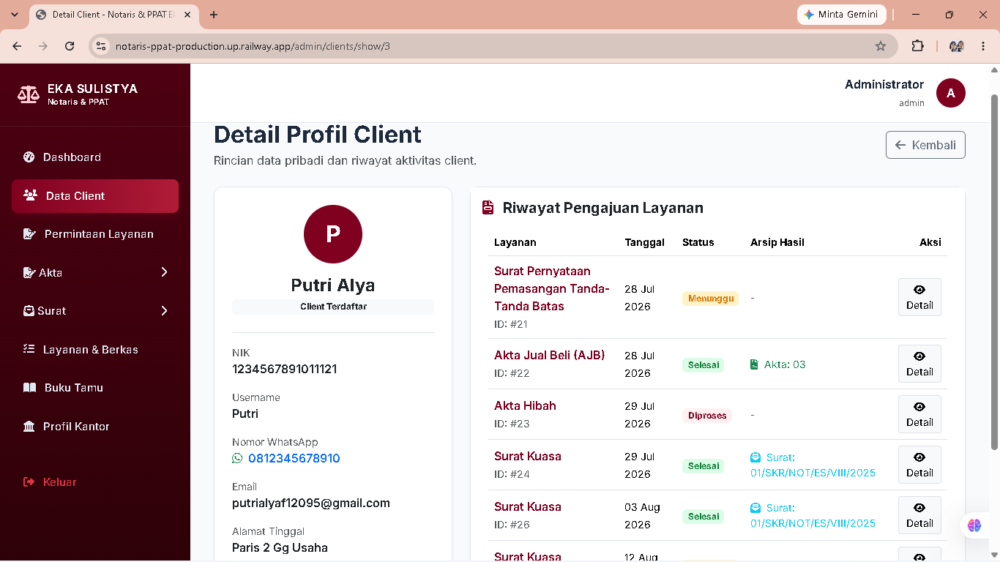 Detail Client - Notaris & PPAT E
Minta Gemini
notaris-ppat-production.up.railway.app/admin/clients/show/3
EKA SULISTYA
Notaris & PPAT
Administrator
admin
A
Dashboard
Data Client
Permintaan Layanan
Akta
Surat
Layanan & Berkas
Buku Tamu
Profil Kantor
Keluar
Detail Profil Client
Rincian data pribadi dan riwayat aktivitas client.
Kembali
P
Putri Alya
Client Terdaftar
NIK
1234567891011121
Username
Putri
Nomor WhatsApp
0812345678910
Email
putrialyaf12095@gmail.com
Alamat Tinggal
Paris 2 Gg Usaha
Riwayat Pengajuan Layanan
Layanan Tanggal Status Arsip Hasil Aksi
Surat Pernyataan
Pemasangan Tanda-
Tanda Batas
ID: #21
28 Jul
2026
Menunggu
-
Detail
Akta Jual Beli (AJB)
ID: #22
28 Jul
2026
Selesai
Akta: 03
Detail
Akta Hibah
ID: #23
29 Jul
2026
Diproses
-
Detail
Surat Kuasa
ID: #24
29 Jul
2026
Selesai
Surat:
01/SKR/NOT/ES/VIII/2025
Detail
Surat Kuasa
ID: #26
03 Aug
2026
Selesai
Surat:
01/SKR/NOT/ES/VIII/2025
Detail
Surat Kuasa
12 Aug